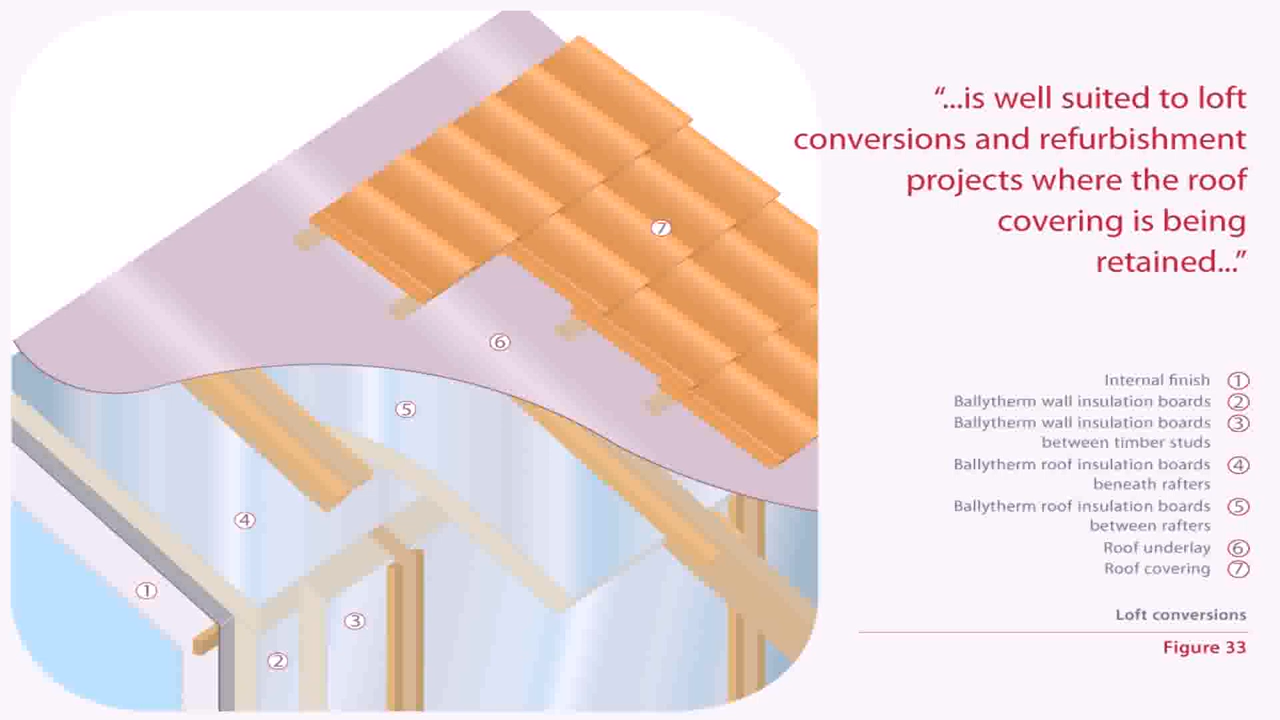 “...is well suited to loft
conversions and refurbishment
projects where the roof
covering is being
retained...”
Internal finish 1
Ballytherm wall insulation boards 2
Ballytherm wall insulation boards 3
between timber studs
Ballytherm roof insulation boards 4
beneath rafters
Ballytherm roof insulation boards 5
between rafters
Roof underlay 6
Roof covering 7
Loft conversions
Figure 33
7
6
5
4
1
3
2